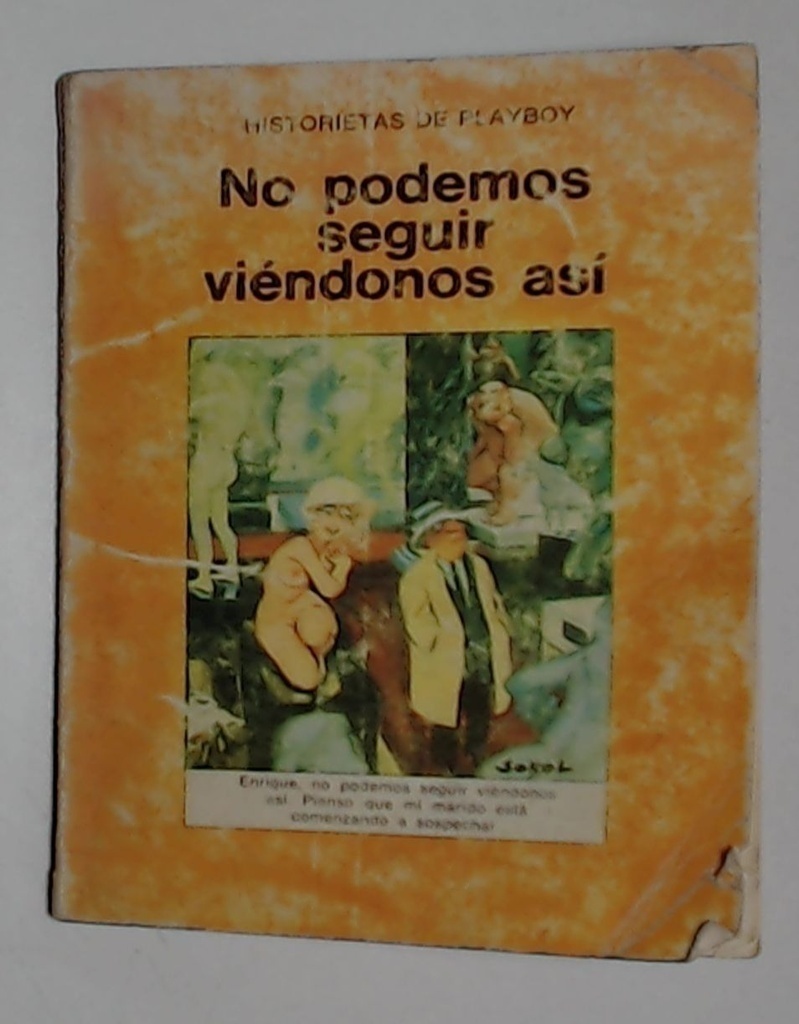 HISTORIETAS DE PLAYBOY
No podemos
seguir
viéndonos así
SOKOL
Enrique, no podemos seguir viéndonos
así. Pienso que mi marido está
comenzando a sospechar